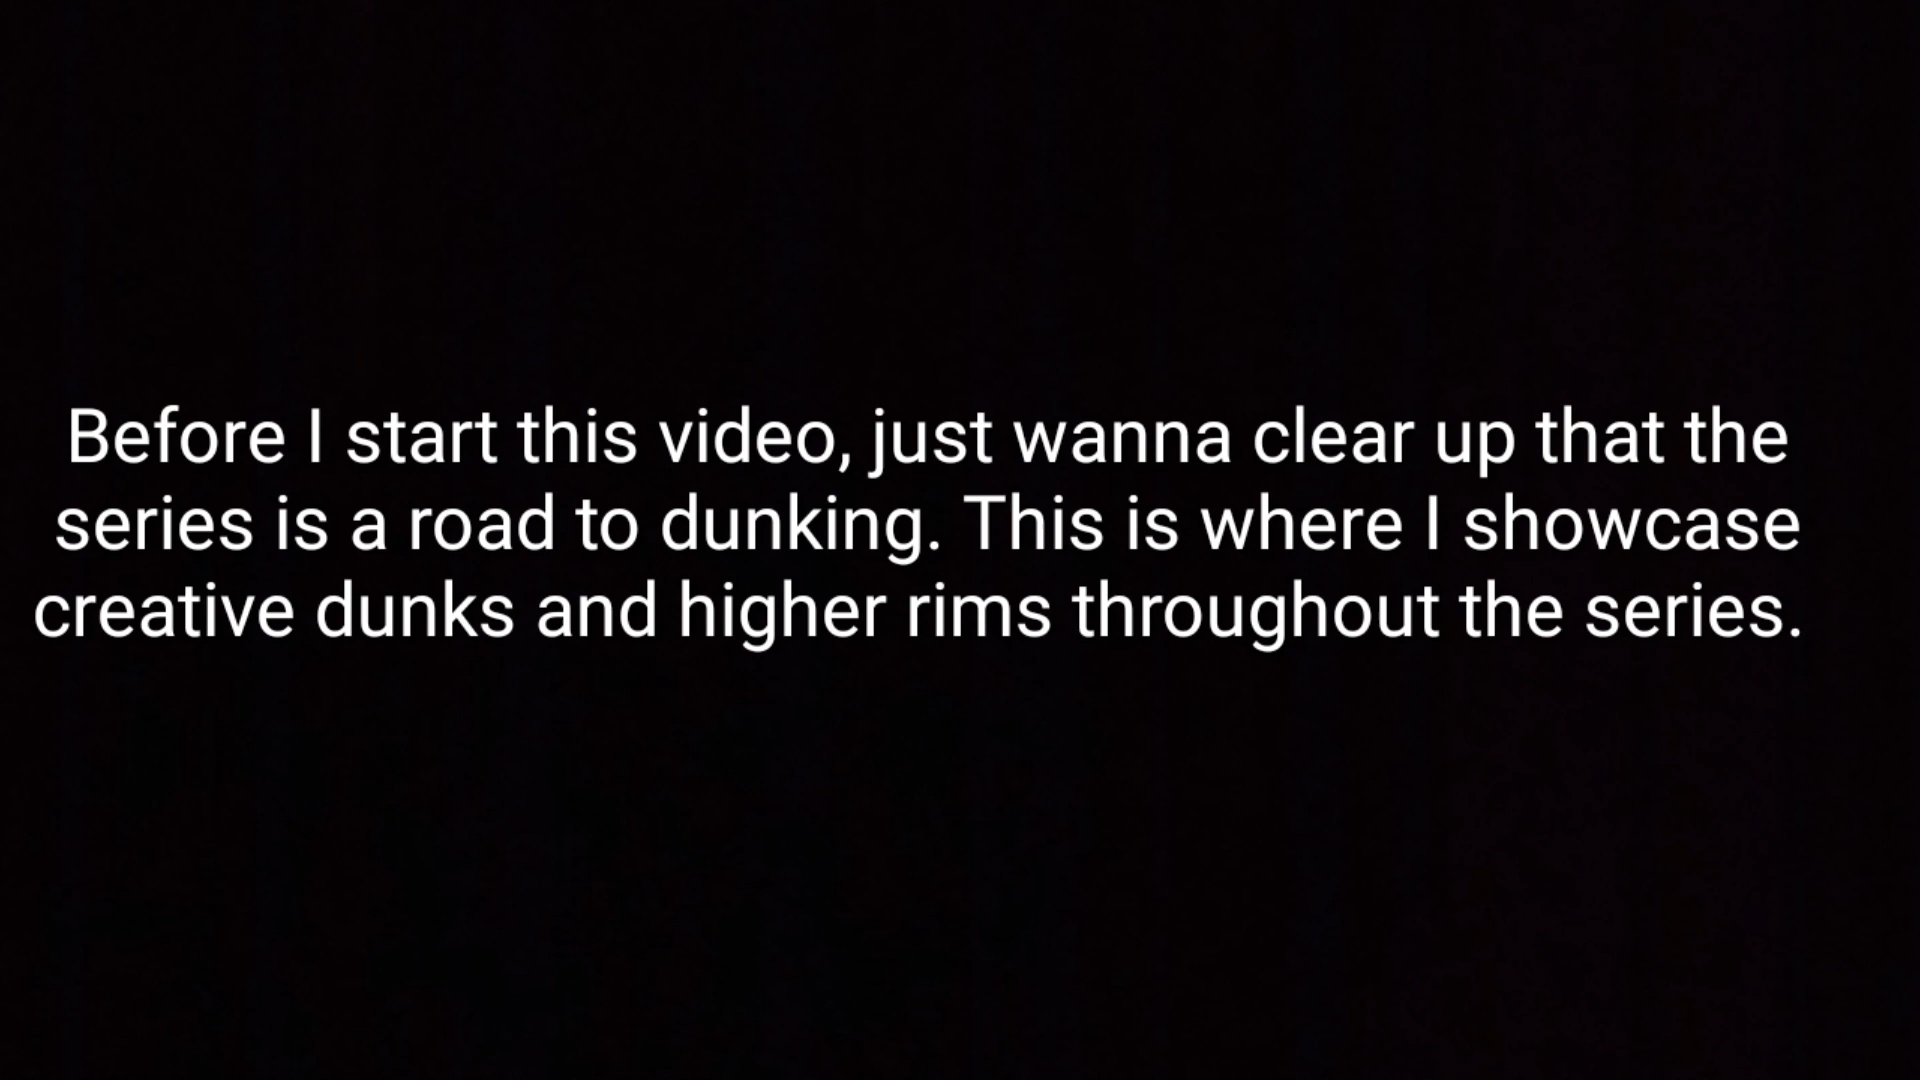 Before I start this video, just wanna clear up that the
series is a road to dunking. This is where I showcase
creative dunks and higher rims throughout the series.